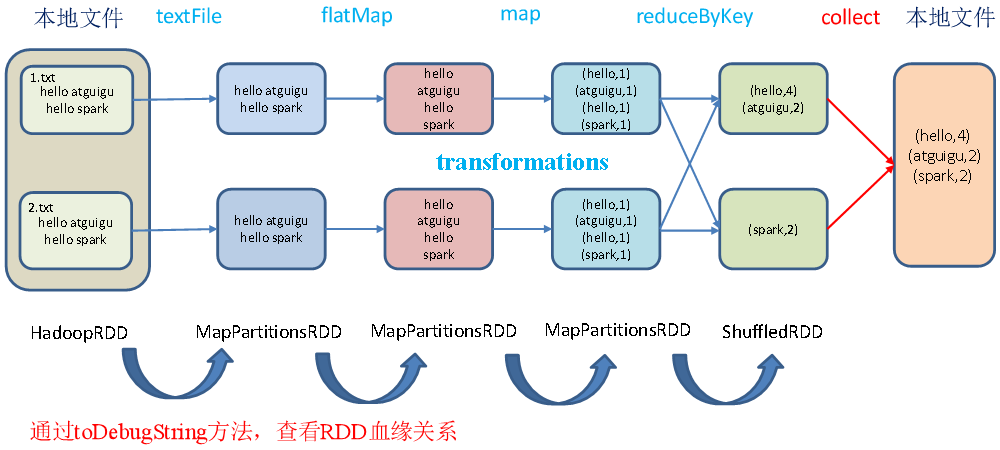 本地文件
textFile
flatMap
map
reduceByKey
collect
本地文件
1.txt
hello atguigu
hello spark
hello atguigu
hello spark
hello
atguigu
hello
spark
(hello,1)
(atguigu,1)
(hello,1)
(spark,1)
(hello,4)
(atguigu,2)
(hello,4)
(atguigu,2)
(spark,2)
transformations
2.txt
hello atguigu
hello spark
hello atguigu
hello spark
hello
atguigu
hello
spark
(hello,1)
(atguigu,1)
(hello,1)
(spark,1)
(spark,2)
HadoopRDD
MapPartitionsRDD
MapPartitionsRDD
MapPartitionsRDD
ShuffledRDD
通过toDebugString方法，查看RDD血缘关系